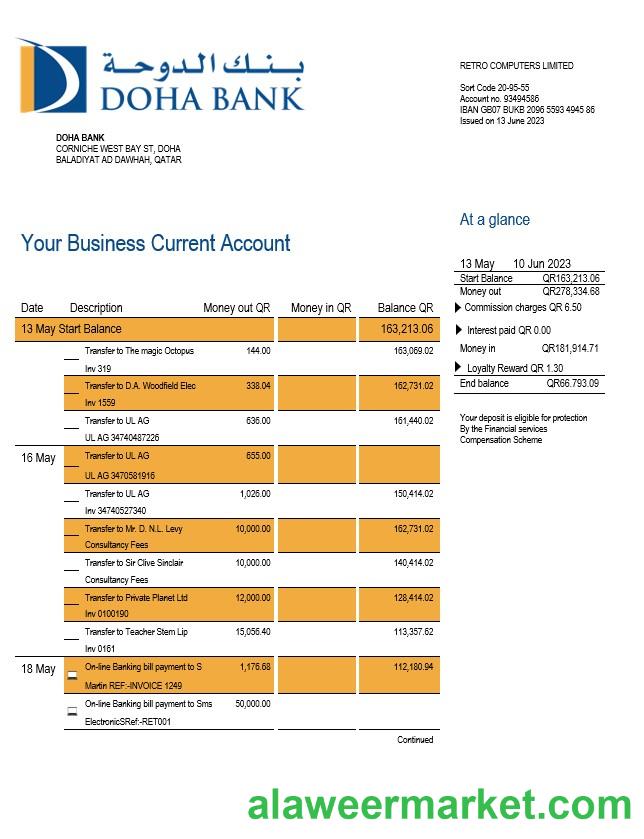 بنك الدوحة
DOHA BANK
RETRO COMPUTERS LIMITED
Sort Code 20-95-55
Account no. 93494586
IBAN GB07 BUKB 2096 5593 4945 86
Issued on 13 June 2023
DOHA BANK
CORNICHE WEST BAY ST, DOHA
BALADIYAT AD DAWHAH, QATAR
At a glance
Your Business Current Account
13 May 10 Jun 2023
Start Balance QR163,213.06
Money out QR278,334.68
Commission charges QR 6.50
Interest paid QR 0.00
Money in QR181,914.71
Loyalty Reward QR 1.30
End balance QR66.793.09
Your deposit is eligible for protection
By the Financial services
Compensation Scheme
Date Description Money out QR Money in QR Balance QR
13 May Start Balance 163,213.06
Transfer to The magic Octopus 144.00 163,069.02
Inv 319
Transfer to D.A. Woodfield Elec 338.04 162,731.02
Inv 1559
Transfer to UL AG 636.00 161,440.02
UL AG 34740487226
16 May Transfer to UL AG 655.00
UL AG 3470581916
Transfer to UL AG 1,026.00 150,414.02
Inv 34740527340
Transfer to Mr. D. N.L. Levy 10,000.00 162,731.02
Consultancy Fees
Transfer to Sir Clive Sinclair 10,000.00 140,414.02
Consultancy Fees
Transfer to Private Planet Ltd 12,000.00 128,414.02
Inv 0100190
Transfer to Teacher Stem Lip 15,056.40 113,357.62
Inv 0161
18 May On-line Banking bill payment to S 1,176.68 112,180.94
Martin REF:-INVOICE 1249
On-line Banking bill payment to Sms 50,000.00
ElectronicSRef:-RET001
Continued
alaweermarket.com